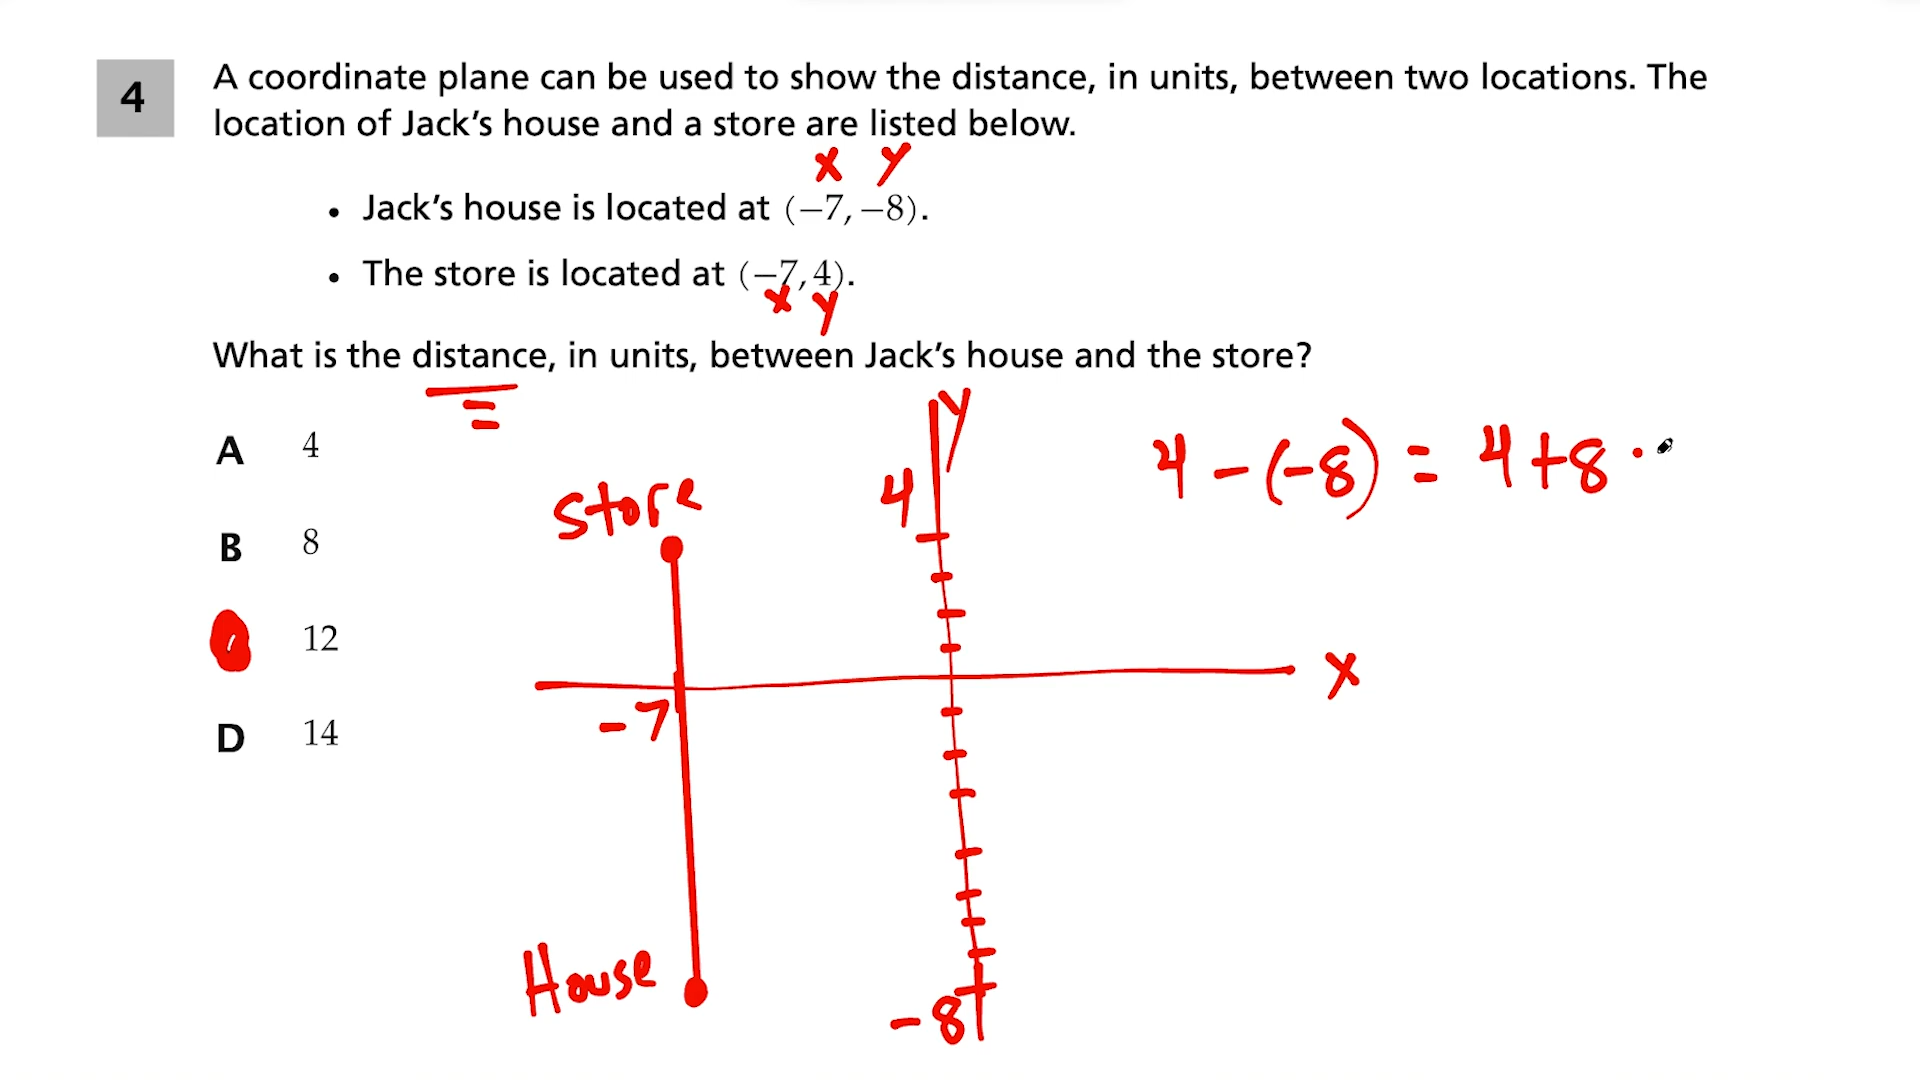 4 A coordinate plane can be used to show the distance, in units, between two locations. The
location of Jack's house and a store are listed below.
x y
• Jack's house is located at (−7, −8).
• The store is located at (−7, 4).
x y
What is the distance, in units, between Jack's house and the store?
A 4
B 8
12
D 14
y
4
4 - (-8) = 4 + 8
Store
x
-7
House
-8